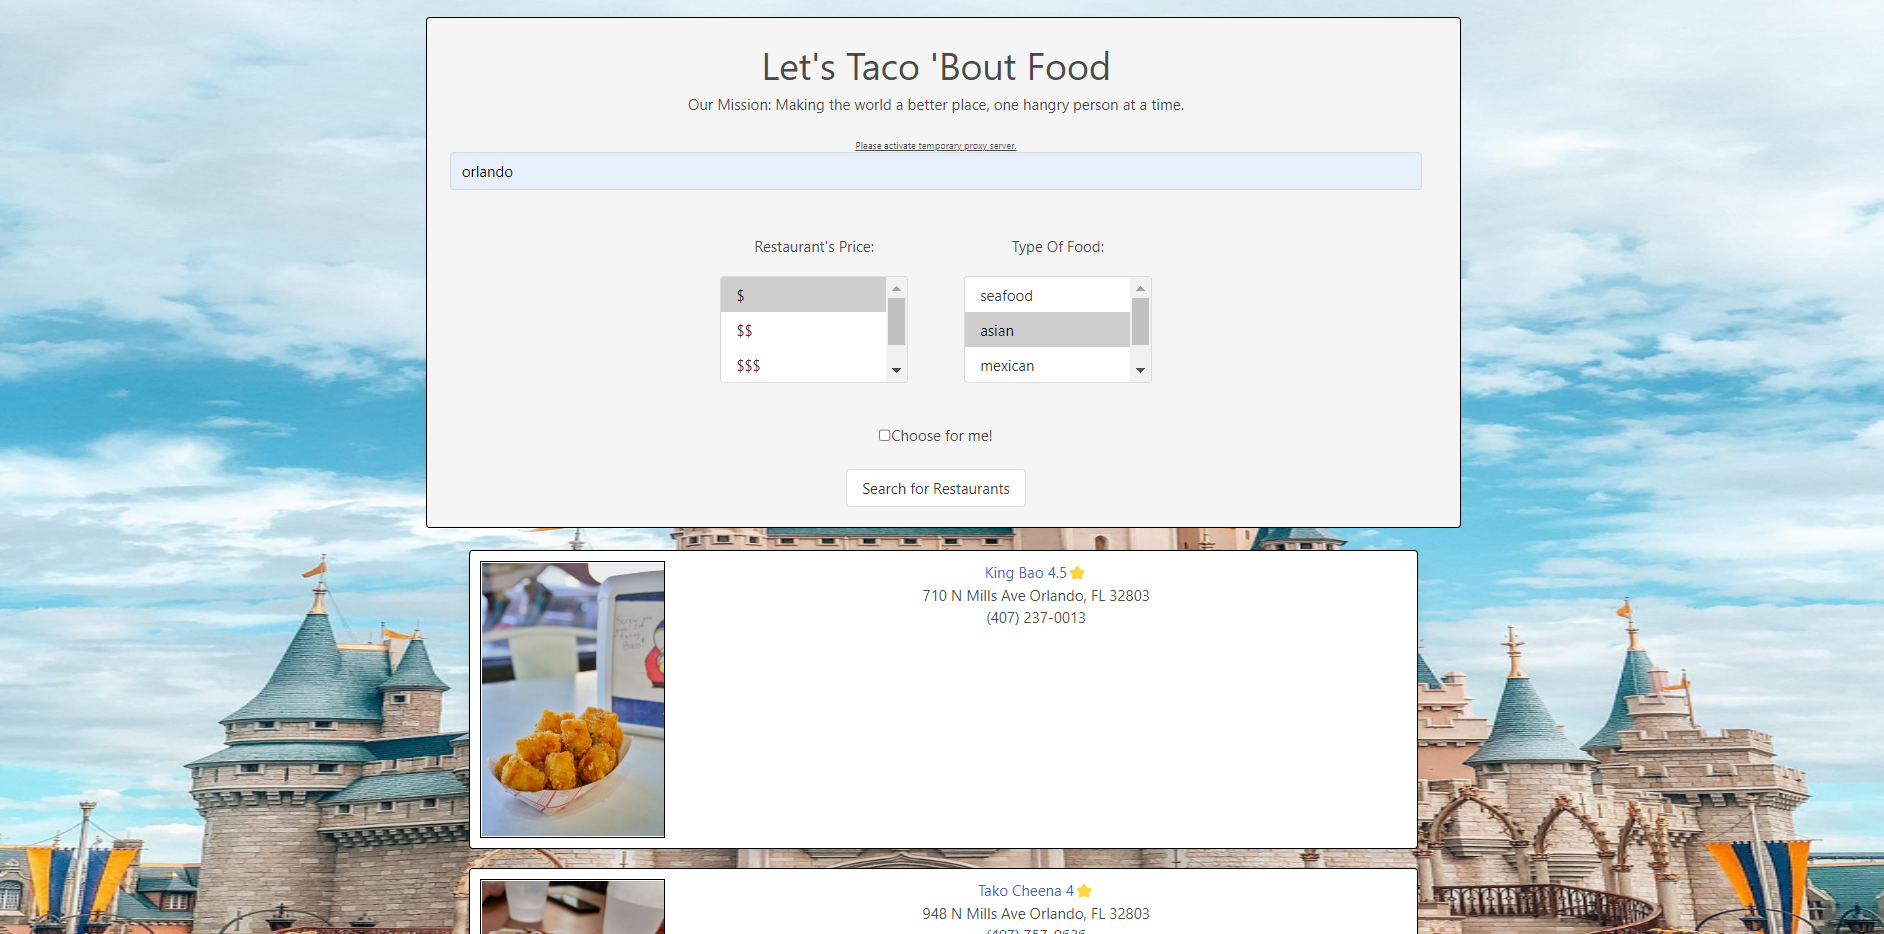 Let's Taco 'Bout Food
Our Mission: Making the world a better place, one hangry person at a time.
Please activate temporary proxy server.
orlando
Restaurant's Price:
Type Of Food:
$
$$
$$$
seafood
asian
mexican
Choose for me!
Search for Restaurants
King Bao 4.5
710 N Mills Ave Orlando, FL 32803
(407) 237-0013
Tako Cheena 4
948 N Mills Ave Orlando, FL 32803